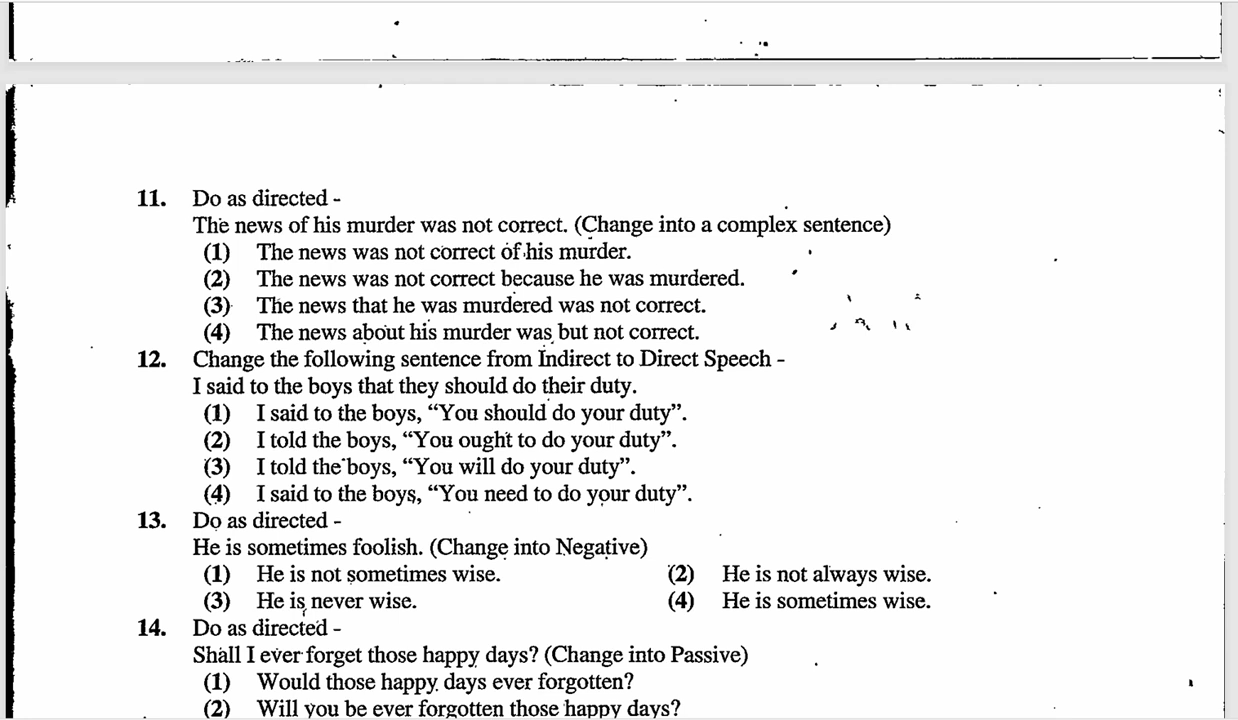 11. Do as directed -
The news of his murder was not correct. (Change into a complex sentence)
(1) The news was not correct of his murder.
(2) The news was not correct because he was murdered.
(3) The news that he was murdered was not correct.
(4) The news about his murder was but not correct.
12. Change the following sentence from Indirect to Direct Speech -
I said to the boys that they should do their duty.
(1) I said to the boys, “You should do your duty”.
(2) I told the boys, “You ought to do your duty”.
(3) I told the boys, “You will do your duty”.
(4) I said to the boys, “You need to do your duty”.
13. Do as directed -
He is sometimes foolish. (Change into Negative)
(1) He is not sometimes wise. (2) He is not always wise.
(3) He is never wise. (4) He is sometimes wise.
14. Do as directed -
Shall I ever forget those happy days? (Change into Passive)
(1) Would those happy days ever forgotten?
(2) Will you be ever forgotten those happy days?